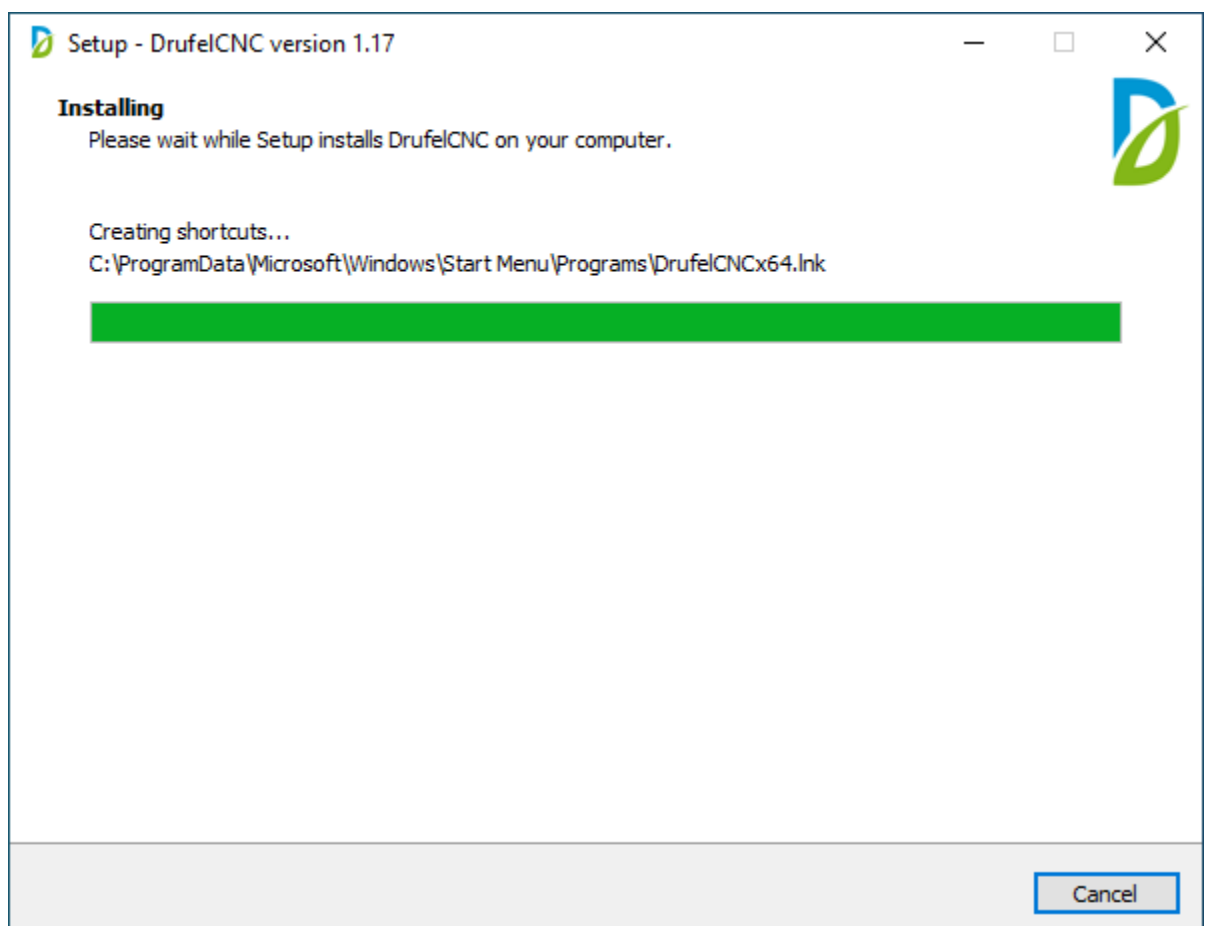 Setup - DrufelCNC version 1.17
Installing
Please wait while Setup installs DrufelCNC on your computer.
Creating shortcuts...
C:\ProgramData\Microsoft\Windows\Start Menu\Programs\DrufelCNCx64.lnk
Cancel